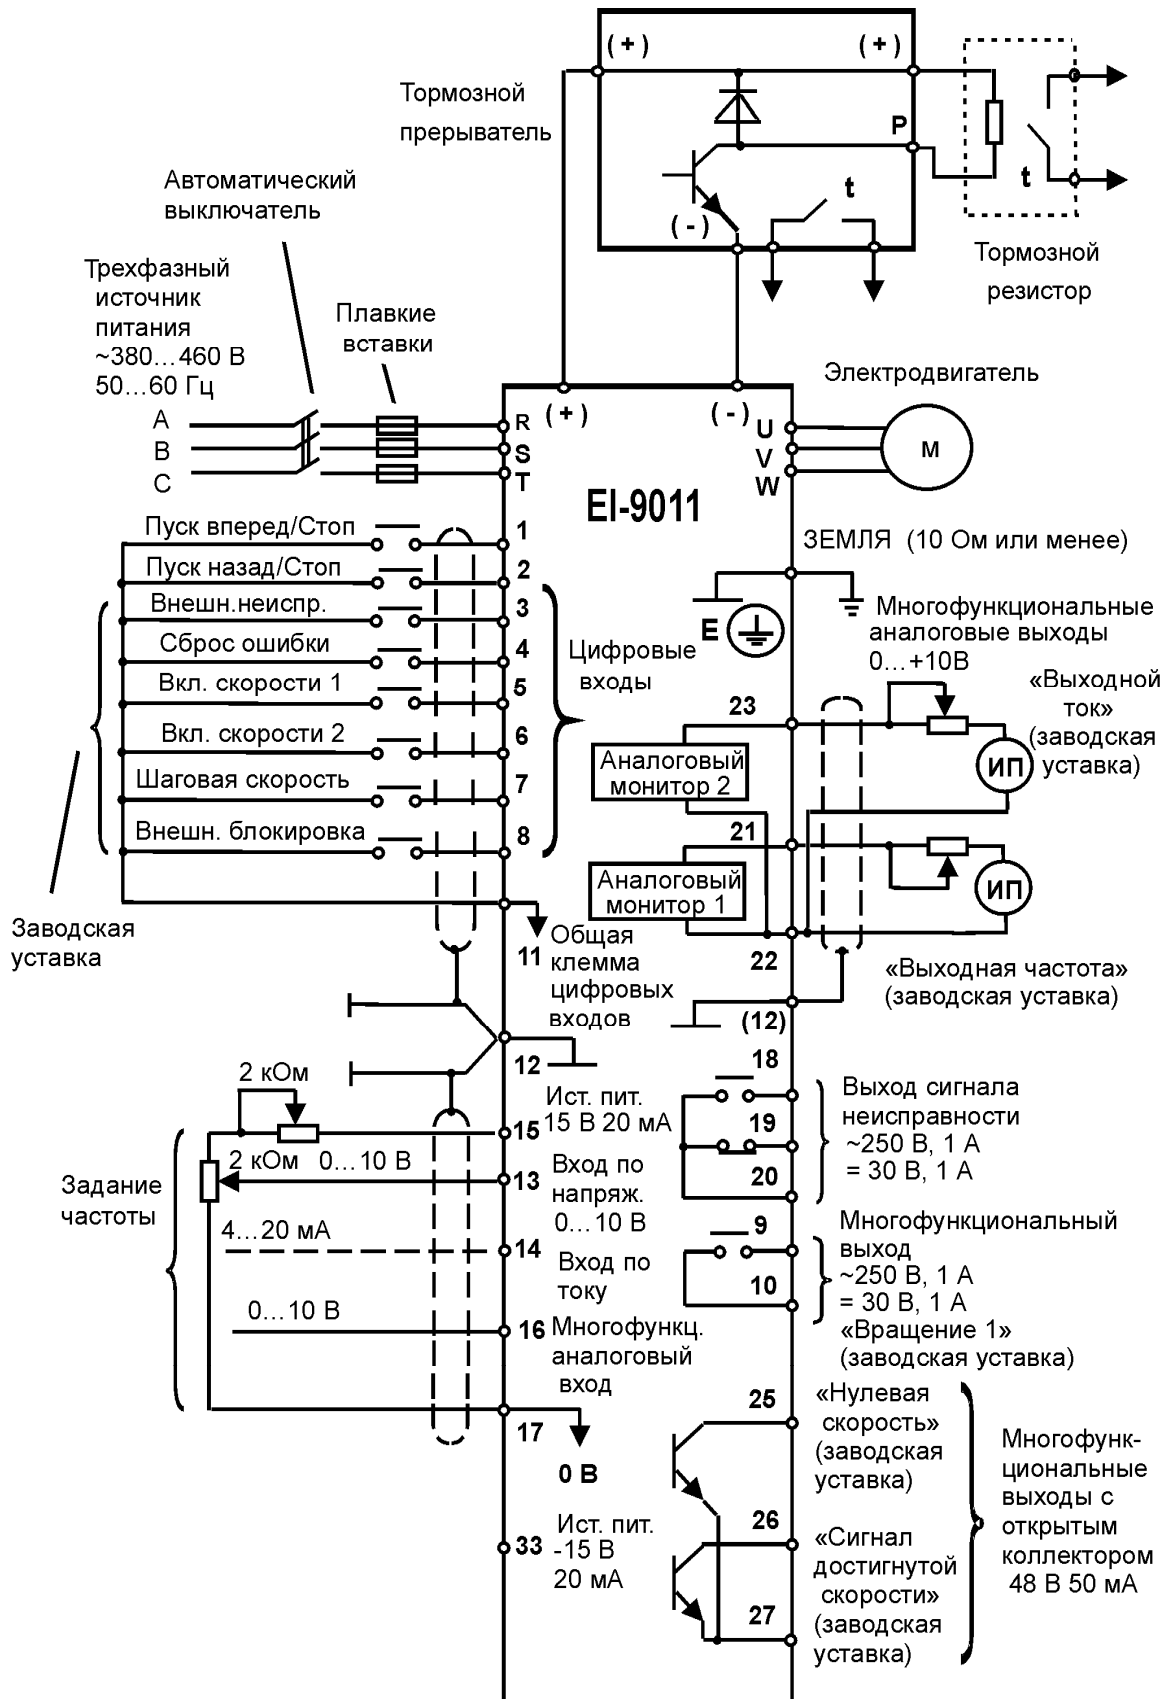 ( + )
( + )
Тормозной
прерыватель
P
t
t
( - )
Автоматический
выключатель
Тормозной
резистор
Трехфазный
источник
питания
~380...460 В
50...60 Гц
Плавкие
вставки
Электродвигатель
( + )
( - )
A
B
C
R
S
T
U
V
W
М
EI-9011
Пуск вперед/Стоп
1
Пуск назад/Стоп
2
Внешн.неиспр.
3
Сброс ошибки
4
Вкл. скорости 1
5
Вкл. скорости 2
6
Шаговая скорость
7
Внешн. блокировка
8
Цифровые
входы
ЗЕМЛЯ (10 Ом или менее)
E
Многофункциональные
аналоговые выходы
0...+10В
«Выходной
ток»
(заводская
уставка)
23
Аналоговый
монитор 2
ИП
21
Аналоговый
монитор 1
ИП
22
«Выходная частота»
(заводская уставка)
(12)
Заводская
уставка
11
Общая
клемма
цифровых
входов
12
2 кОм
Ист. пит.
15 В 20 мА
15
2 кОм
0...10 В
13
Вход по
напряж.
0...10 В
Задание
частоты
4...20 мА
14
Вход по
току
0...10 В
16
Многофункц.
аналоговый
вход
17
0 В
33
Ист. пит.
-15 В
20 мА
18
19
20
Выход сигнала
неисправности
~250 В, 1 А
= 30 В, 1 А
9
10
Многофункциональный
выход
~250 В, 1 А
= 30 В, 1 А
«Вращение 1»
(заводская уставка)
25
«Нулевая
скорость»
(заводская
уставка)
26
«Сигнал
достигнутой
скорости»
(заводская
уставка)
27
Многофунк-
циональные
выходы с
открытым
коллектором
48 В 50 мА